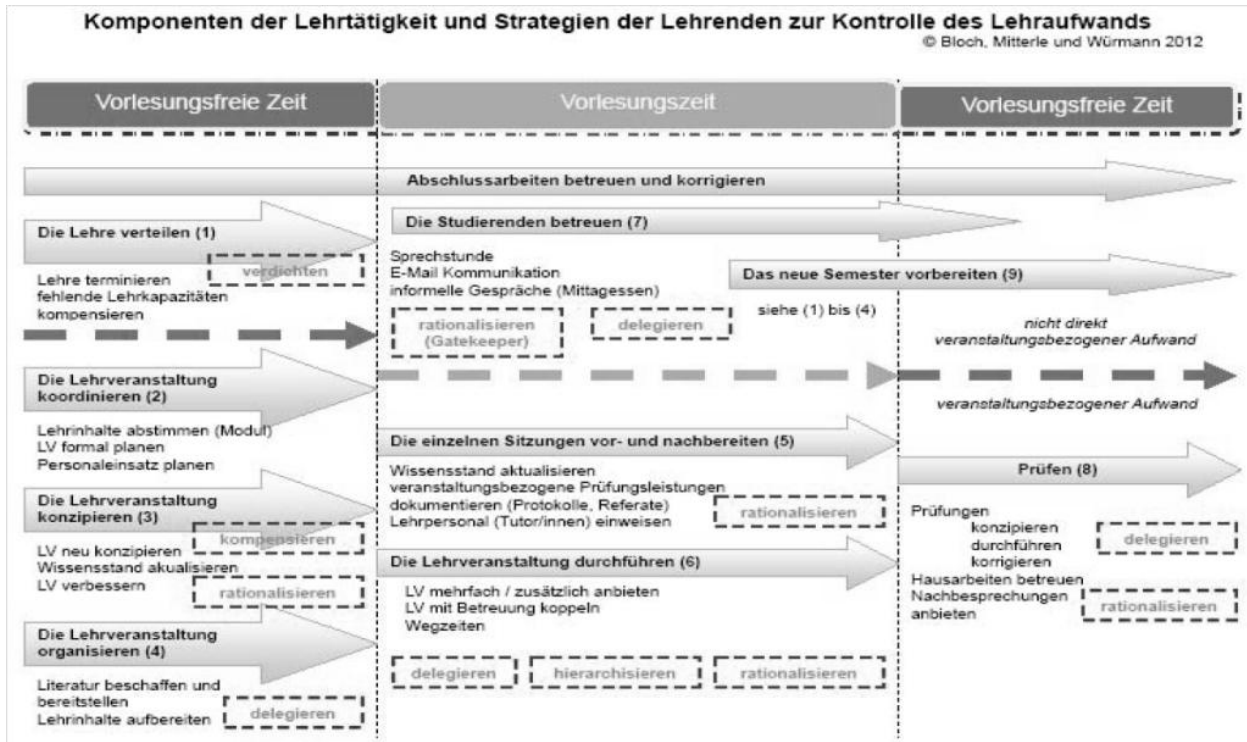 Komponenten der Lehrtätigkeit und Strategien der Lehrenden zur Kontrolle des Lehraufwands
© Bloch, Mitterle und Würmann 2012
Vorlesungsfreie Zeit
Vorlesungszeit
Vorlesungsfreie Zeit
Abschlussarbeiten betreuen und korrigieren
Die Lehre verteilen (1)
verdichten
Lehre terminieren
fehlende Lehrkapazitäten
kompensieren
Die Lehrveranstaltung
koordinieren (2)
Lehrinhalte abstimmen (Modul)
LV formal planen
Personaleinsatz planen
Die Lehrveranstaltung
konzipieren (3)
kompensieren
LV neu konzipieren
Wissensstand akualisieren
LV verbessern
rationalisieren
Die Lehrveranstaltung
organisieren (4)
Literatur beschaffen und
bereitstellen
Lehrinhalte aufbereiten
delegieren
Die Studierenden betreuen (7)
Sprechstunde
E-Mail Kommunikation
informelle Gespräche (Mittagessen)
rationalisieren
(Gatekeeper)
delegieren
Das neue Semester vorbereiten (9)
siehe (1) bis (4)
nicht direkt
veranstaltungsbezogener Aufwand
veranstaltungsbezogener Aufwand
Die einzelnen Sitzungen vor- und nachbereiten (5)
Wissensstand aktualisieren
veranstaltungsbezogene Prüfungsleistungen
dokumentieren (Protokolle, Referate)
Lehrpersonal (Tutor/innen) einweisen
rationalisieren
Die Lehrveranstaltung durchführen (6)
LV mehrfach / zusätzlich anbieten
LV mit Betreuung koppeln
Wegzeiten
delegieren
hierarchisieren
rationalisieren
Prüfen (8)
Prüfungen
konzipieren
durchführen
korrigieren
delegieren
Hausarbeiten betreuen
Nachbesprechungen
anbieten
rationalisieren